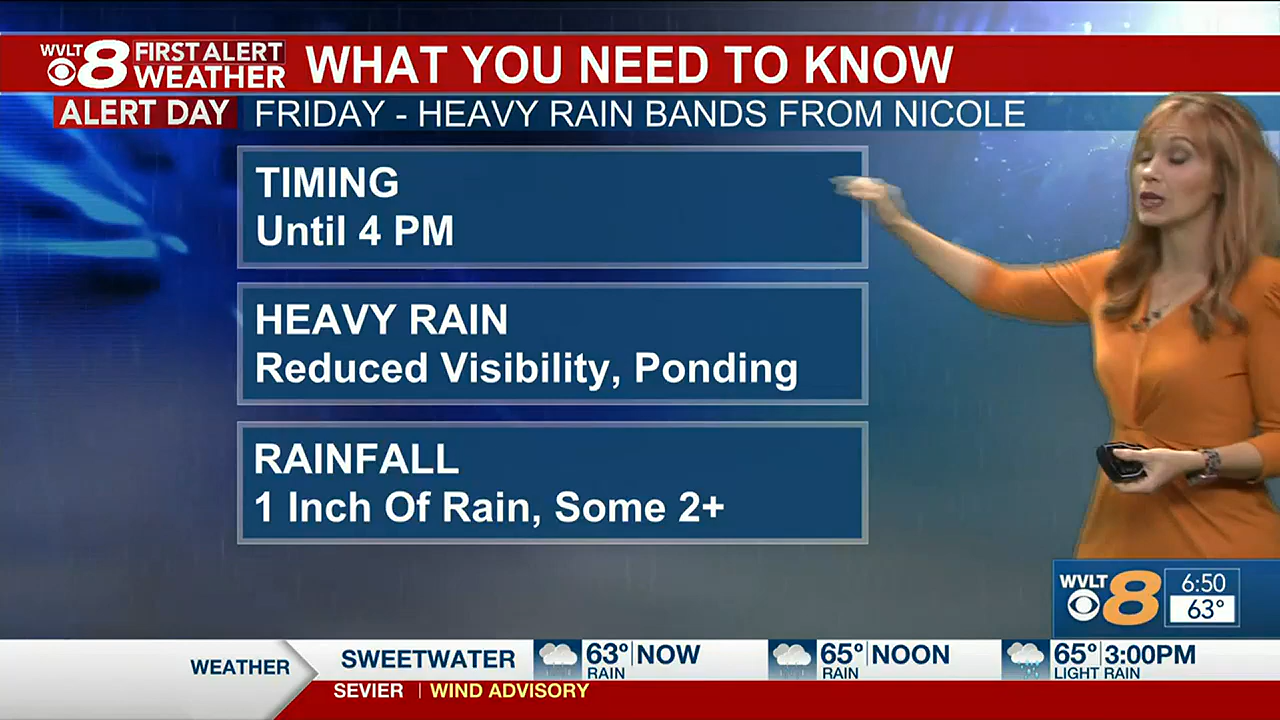 WVLT 8 FIRST ALERT WEATHER
WHAT YOU NEED TO KNOW
ALERT DAY
FRIDAY - HEAVY RAIN BANDS FROM NICOLE
TIMING
Until 4 PM
HEAVY RAIN
Reduced Visibility, Ponding
RAINFALL
1 Inch Of Rain, Some 2+
WVLT 8
6:50
63°
WEATHER
SWEETWATER
63° NOW
RAIN
65° NOON
RAIN
65° 3:00PM
LIGHT RAIN
SEVIER | WIND ADVISORY